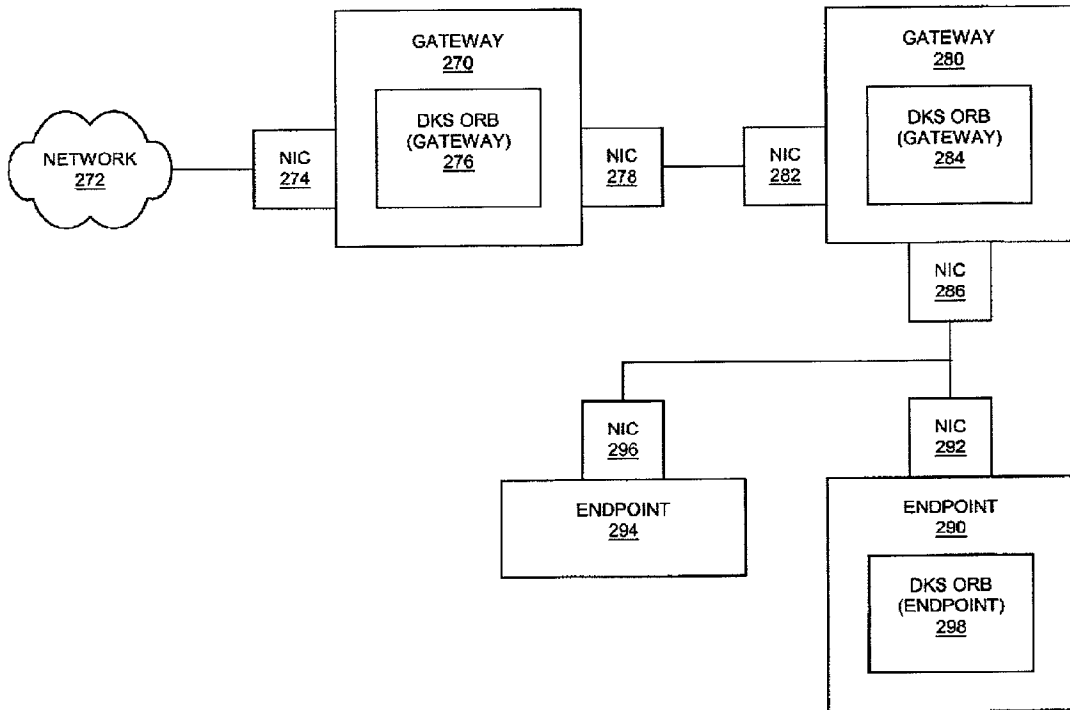 GATEWAY
270
DKS ORB
(GATEWAY)
276
NETWORK
272
NIC
274
NIC
278
NIC
282
GATEWAY
280
DKS ORB
(GATEWAY)
284
NIC
286
NIC
296
ENDPOINT
294
NIC
292
ENDPOINT
290
DKS ORB
(ENDPOINT)
298